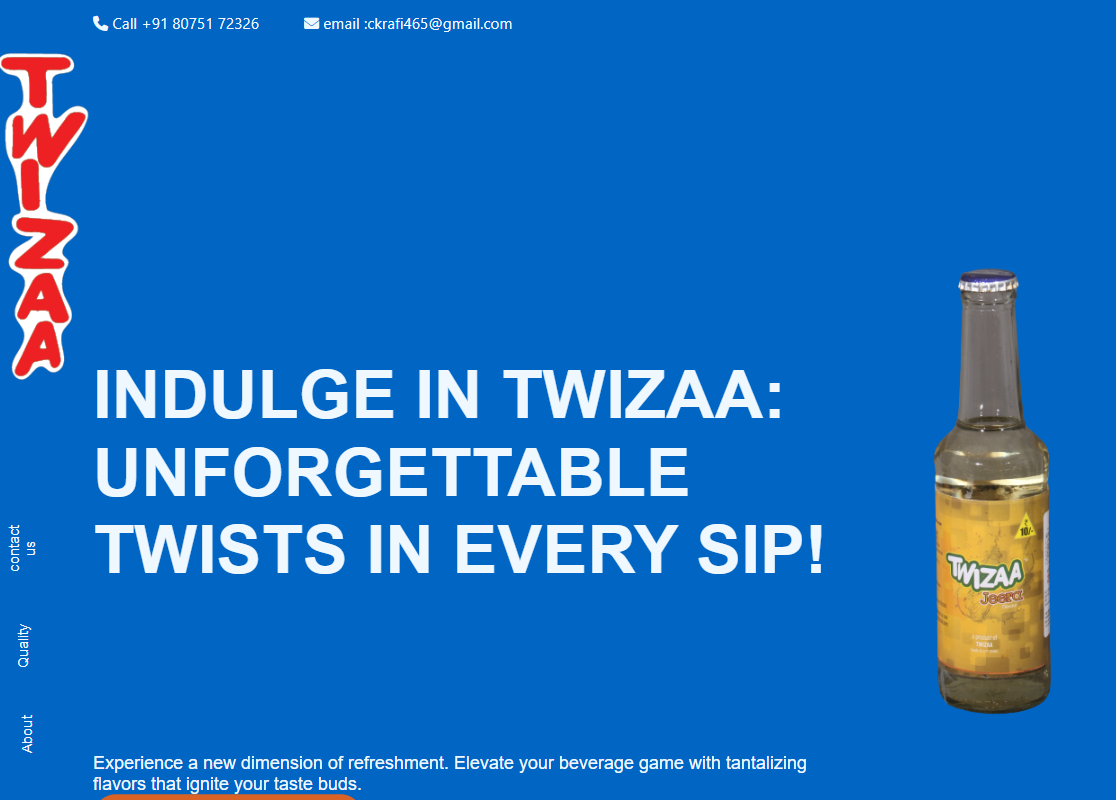 Call +91 80751 72326
email :ckrafi465@gmail.com
TWIZAA
INDULGE IN TWIZAA:
UNFORGETTABLE
TWISTS IN EVERY SIP!
contact
us
Quality
About
Experience a new dimension of refreshment. Elevate your beverage game with tantalizing
flavors that ignite your taste buds.
10/-
TWIZAA
Jeera
TWIZAA